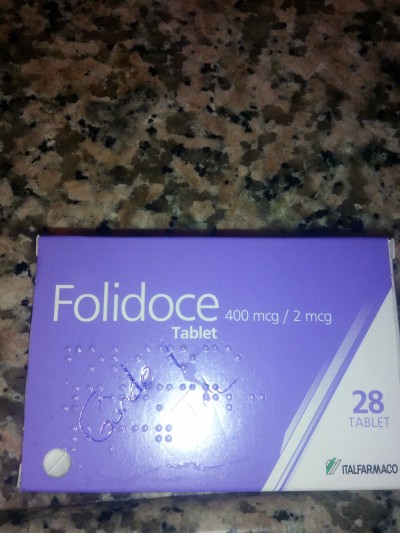 Folidoce 400 mcg / 2 mcg
Tablet
28
TABLET
ITALFARMACO